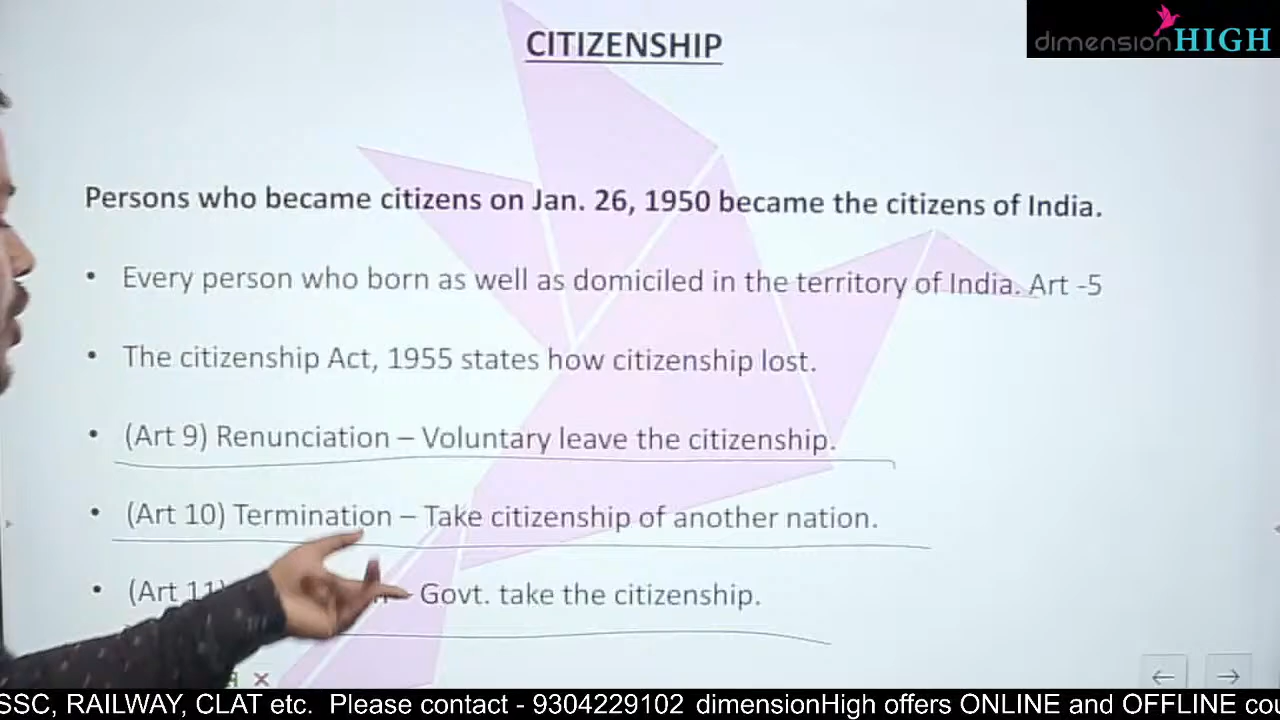 CITIZENSHIP
dimensionHIGH
Persons who became citizens on Jan. 26, 1950 became the citizens of India.
• Every person who born as well as domiciled in the territory of India. Art -5
• The citizenship Act, 1955 states how citizenship lost.
• (Art 9) Renunciation – Voluntary leave the citizenship.
• (Art 10) Termination – Take citizenship of another nation.
• (Art 11) – Govt. take the citizenship.
SSC, RAILWAY, CLAT etc. Please contact - 9304229102 dimensionHigh offers ONLINE and OFFLINE